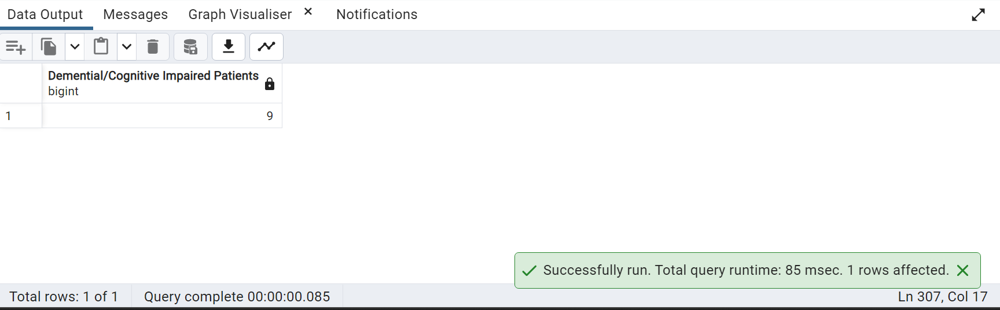 Data Output Messages Graph Visualiser Notifications
Demential/Cognitive Impaired Patients
bigint
1 9
Successfully run. Total query runtime: 85 msec. 1 rows affected.
Total rows: 1 of 1 Query complete 00:00:00.085 Ln 307, Col 17